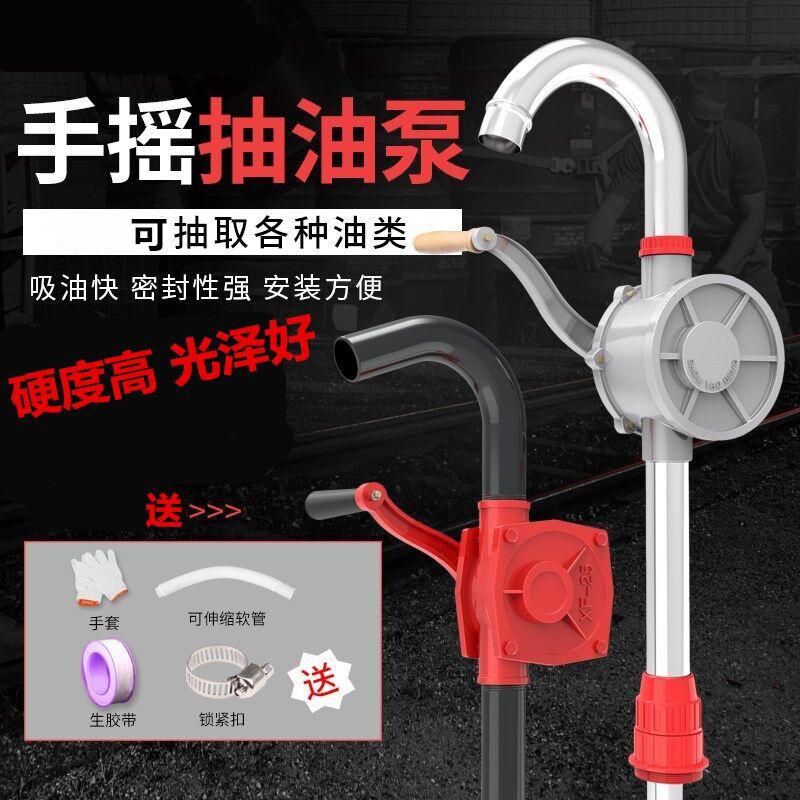 手摇抽油泵
可抽取各种油类
吸油快 密封性强 安装方便
硬度高 光泽好
送>>>
手套
可伸缩软管
生胶带
锁紧扣
送
XF-25